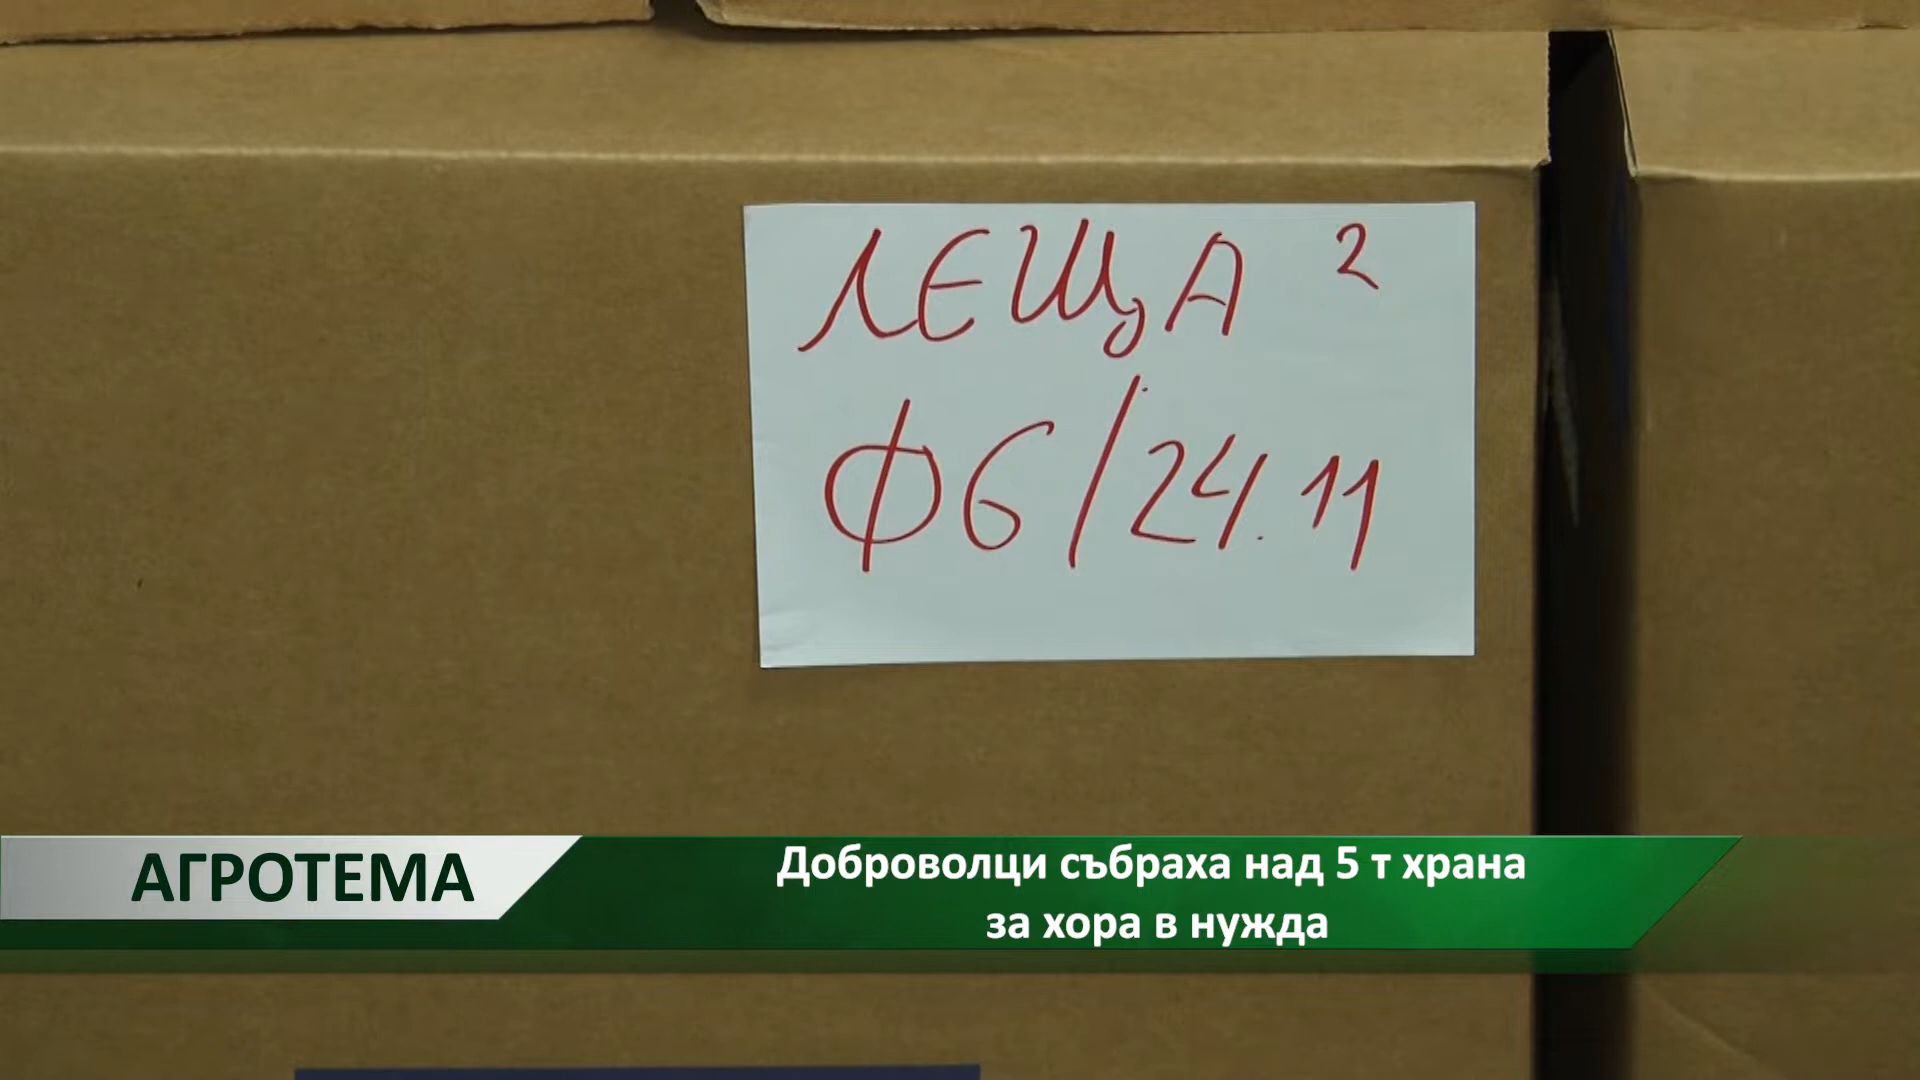 ЛЕЩА 2
Ф6/24.11
АГРОТЕМА
Доброволци събраха над 5 т храна
за хора в нужда